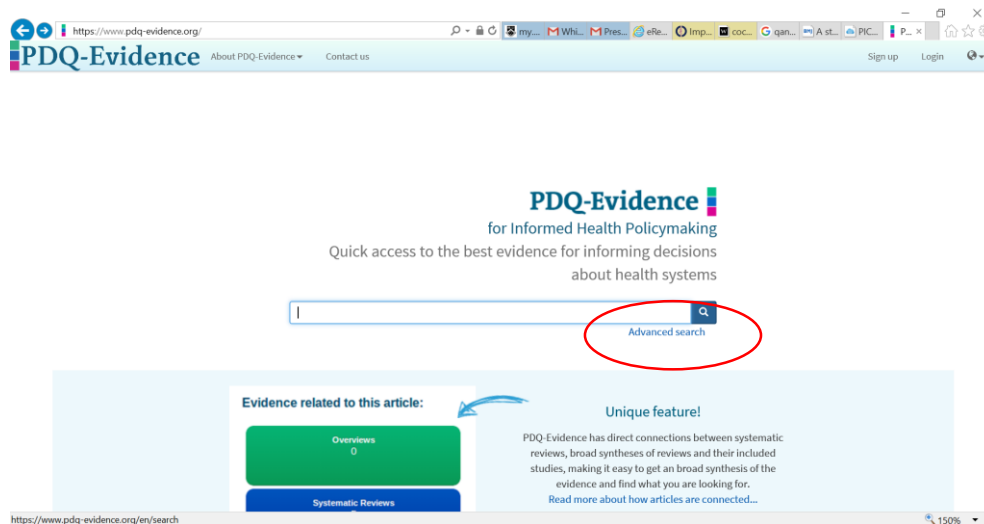 https://www.pdq-evidence.org/
my... Whi... Pres... eRe... Imp... coc... qan... A st... PIC... P...
PDQ-Evidence About PDQ-Evidence Contact us Sign up Login
PDQ-Evidence
for Informed Health Policymaking
Quick access to the best evidence for informing decisions
about health systems
Advanced search
Evidence related to this article:
Overviews
0
Systematic Reviews
Unique feature!
PDQ-Evidence has direct connections between systematic
reviews, broad syntheses of reviews and their included
studies, making it easy to get an broad synthesis of the
evidence and find what you are looking for.
Read more about how articles are connected...
https://www.pdq-evidence.org/en/search
150%